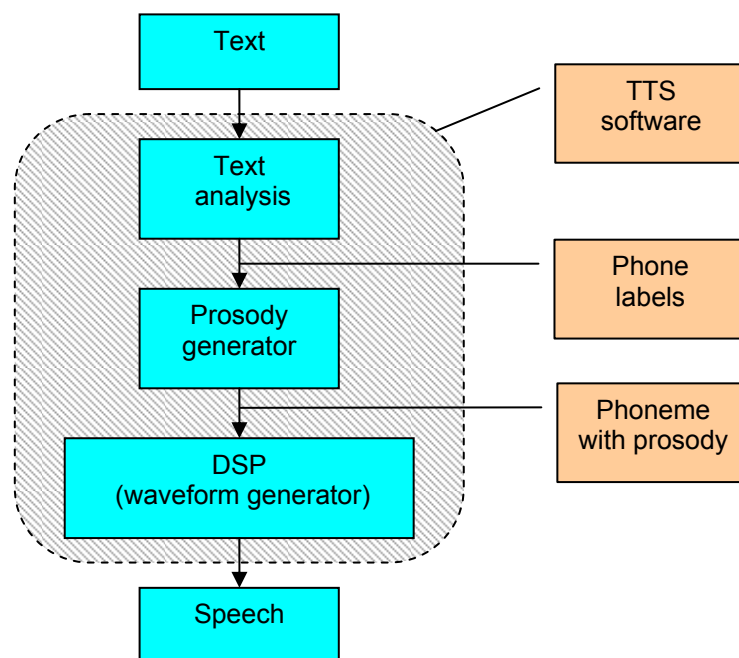 Text
TTS
software
Text
analysis
Phone
labels
Prosody
generator
Phoneme
with prosody
DSP
(waveform generator)
Speech